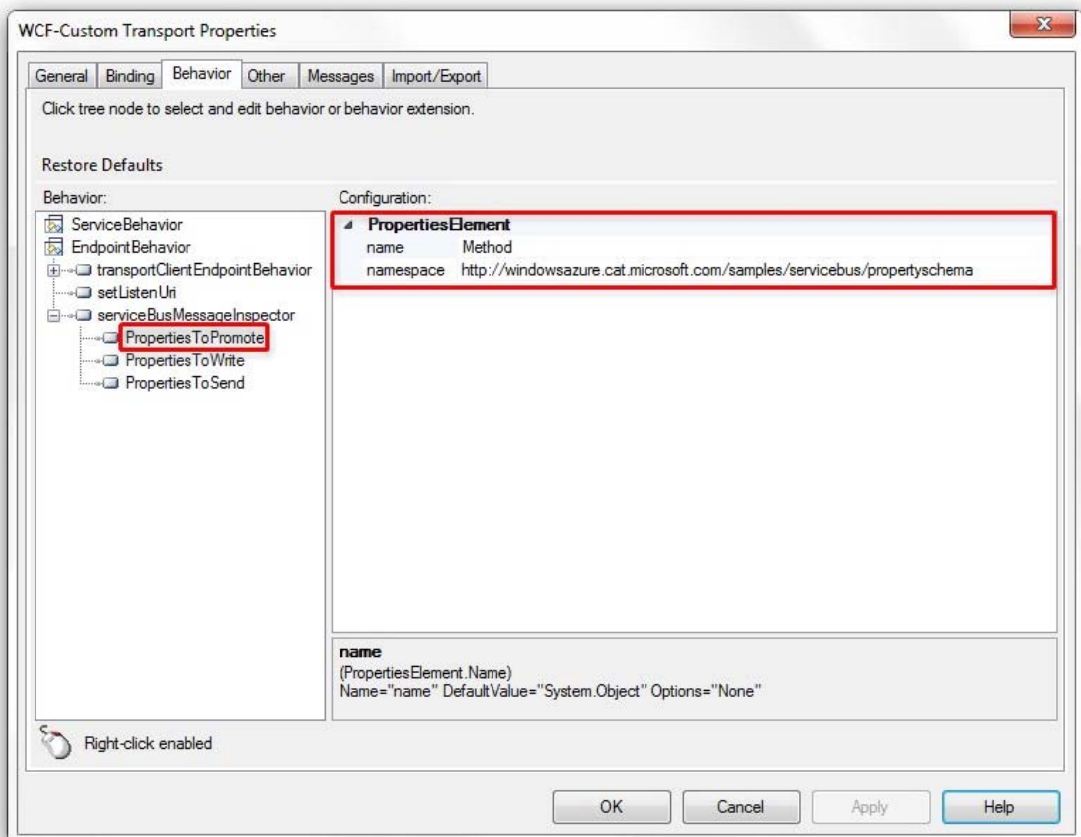 WCF-Custom Transport Properties
General Binding Behavior Other Messages Import/Export
Click tree node to select and edit behavior or behavior extension.
Restore Defaults
Behavior:
ServiceBehavior
EndpointBehavior
transportClientEndpointBehavior
setListenUri
serviceBusMessageInspector
PropertiesToPromote
PropertiesToWrite
PropertiesToSend
Configuration:
PropertiesElement
name Method
namespace http://windowsazure.cat.microsoft.com/samples/servicebus/propertyschema
name
(PropertiesElement.Name)
Name="name" DefaultValue="System.Object" Options="None"
Right-click enabled
OK Cancel Apply Help